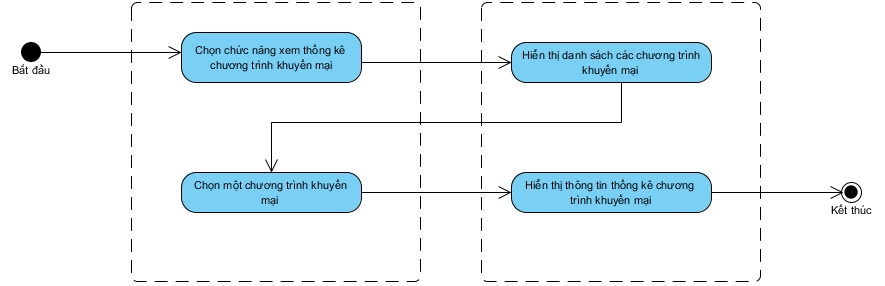 Bắt đầu
Chọn chức năng xem thống kê
chương trình khuyến mại
Hiển thị danh sách các chương trình
khuyến mại
Chọn một chương trình khuyến
mại
Hiển thị thông tin thống kê chương
trình khuyến mại
Kết thúc